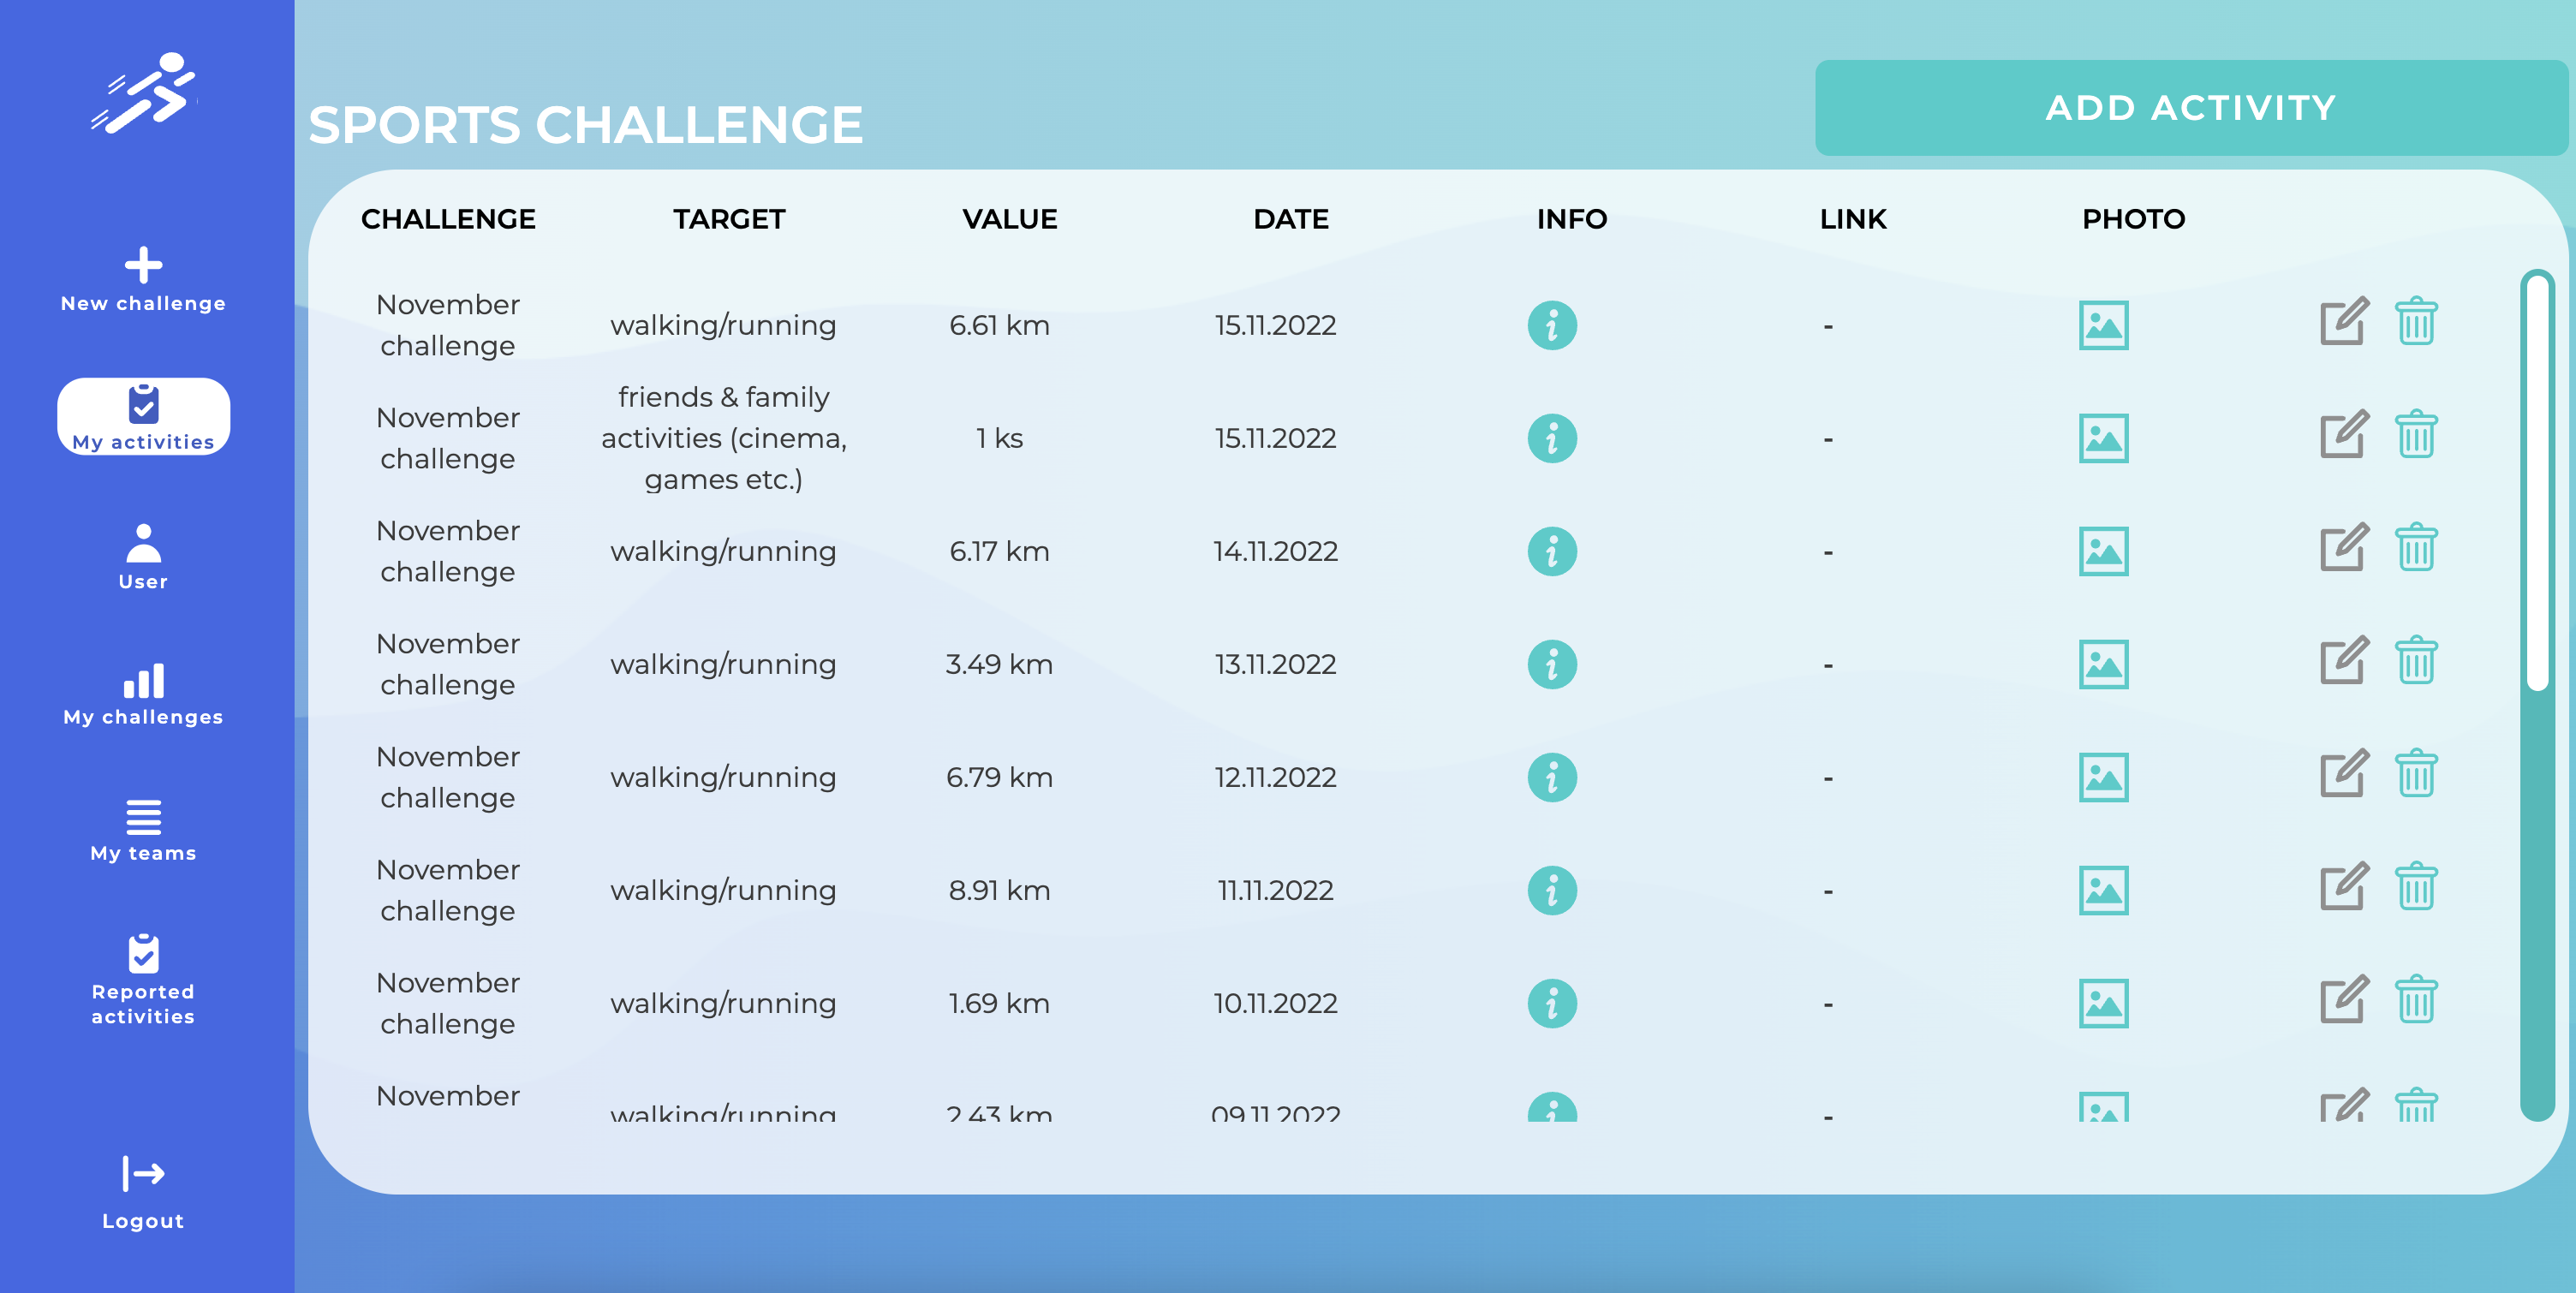 SPORTS CHALLENGE
ADD ACTIVITY
New challenge
My activities
User
My challenges
My teams
Reported
activities
Logout
CHALLENGE TARGET VALUE DATE INFO LINK PHOTO
November
challenge
walking/running 6.61 km 15.11.2022 -
November
challenge
friends & family
activities (cinema,
games etc.)
1 ks 15.11.2022 -
November
challenge
walking/running 6.17 km 14.11.2022 -
November
challenge
walking/running 3.49 km 13.11.2022 -
November
challenge
walking/running 6.79 km 12.11.2022 -
November
challenge
walking/running 8.91 km 11.11.2022 -
November
challenge
walking/running 1.69 km 10.11.2022 -
November
walking/running 2.43 km 09.11.2022 -